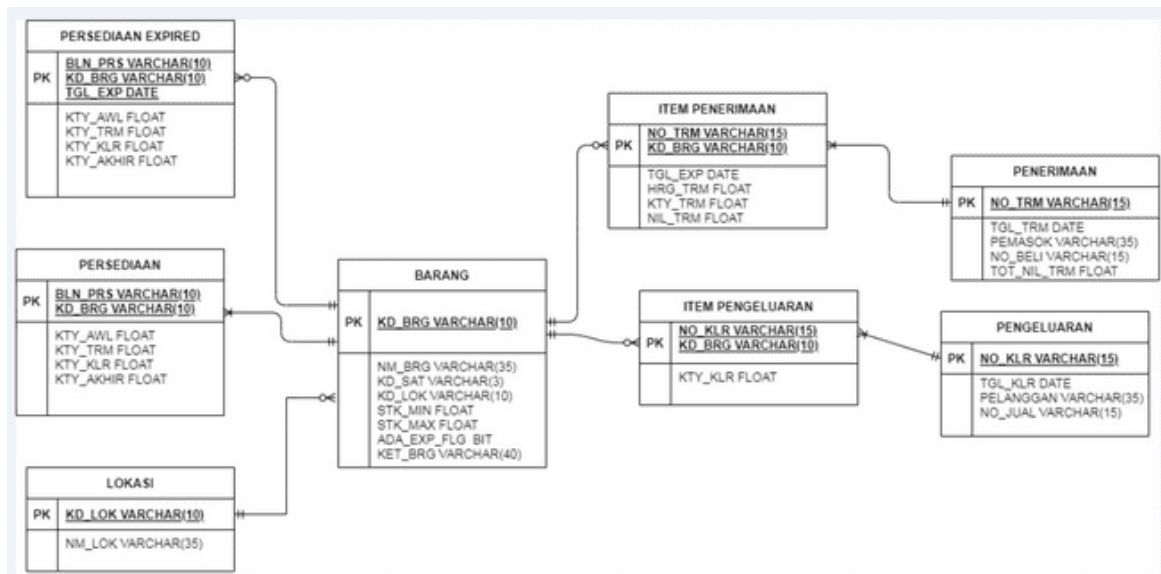 PERSEDIAAN EXPIRED
PK
BLN_PRS VARCHAR(10)
KD_BRG VARCHAR(10)
TGL_EXP DATE
KTY_AWL FLOAT
KTY_TRM FLOAT
KTY_KLR FLOAT
KTY_AKHIR FLOAT
PERSEDIAAN
PK
BLN_PRS VARCHAR(10)
KD_BRG VARCHAR(10)
KTY_AWL FLOAT
KTY_TRM FLOAT
KTY_KLR FLOAT
KTY_AKHIR FLOAT
LOKASI
PK
KD_LOK VARCHAR(10)
NM_LOK VARCHAR(35)
BARANG
PK
KD_BRG VARCHAR(10)
NM_BRG VARCHAR(35)
KD_SAT VARCHAR(3)
KD_LOK VARCHAR(10)
STK_MIN FLOAT
STK_MAX FLOAT
ADA_EXP_FLG BIT
KET_BRG VARCHAR(40)
ITEM PENERIMAAN
PK
NO_TRM VARCHAR(15)
KD_BRG VARCHAR(10)
TGL_EXP DATE
HRG_TRM FLOAT
KTY_TRM FLOAT
NIL_TRM FLOAT
ITEM PENGELUARAN
PK
NO_KLR VARCHAR(15)
KD_BRG VARCHAR(10)
KTY_KLR FLOAT
PENERIMAAN
PK
NO_TRM VARCHAR(15)
TGL_TRM DATE
PEMASOK VARCHAR(35)
NO_BELI VARCHAR(15)
TOT_NIL_TRM FLOAT
PENGELUARAN
PK
NO_KLR VARCHAR(15)
TGL_KLR DATE
PELANGGAN VARCHAR(35)
NO_JUAL VARCHAR(15)